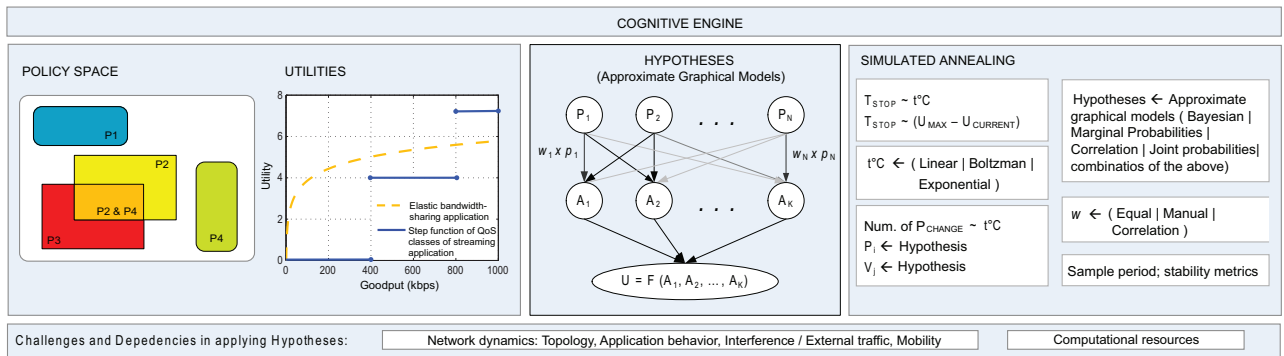 COGNITIVE ENGINE
POLICY SPACE
P1
P2
P2 & P4
P3
P4
UTILITIES
8
6
4
2
0
Utility
Elastic bandwidth-
sharing application
Step function of QoS
classes of streaming
application
0 200 400 600 800 1000
Goodput (kbps)
HYPOTHESES
(Approximate Graphical Models)
P1 P2 . . . PN
w1 x p1
wN x pN
A1 A2 . . . AK
U = F (A1, A2, ..., AK)
SIMULATED ANNEALING
TSTOP ~ t°C
TSTOP ~ (UMAX – UCURRENT)
t°C ← ( Linear | Boltzman |
Exponential )
Num. of PCHANGE ~ t°C
Pi ← Hypothesis
Vj ← Hypothesis
Hypotheses ← Approximate
graphical models ( Bayesian |
Marginal Probabilities |
Correlation | Joint probabilities|
combinatios of the above)
w ← ( Equal | Manual |
Correlation )
Sample period; stability metrics
Challenges and Depedencies in applying Hypotheses:
Network dynamics: Topology, Application behavior, Interference / External traffic, Mobility
Computational resources